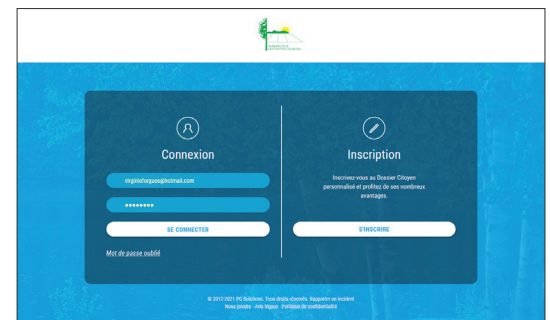 Connexion
virginieforgues@hotmail.com
••••••••
SE CONNECTER
Mot de passe oublié
Inscription
Inscrivez-vous au Dossier Citoyen
personnalisé et profitez de ses nombreux
avantages.
S'INSCRIRE
© 2012-2021 PG Solutions. Tous droits réservés. Rapporter un incident
Nous joindre - Avis légaux - Politique de confidentialité